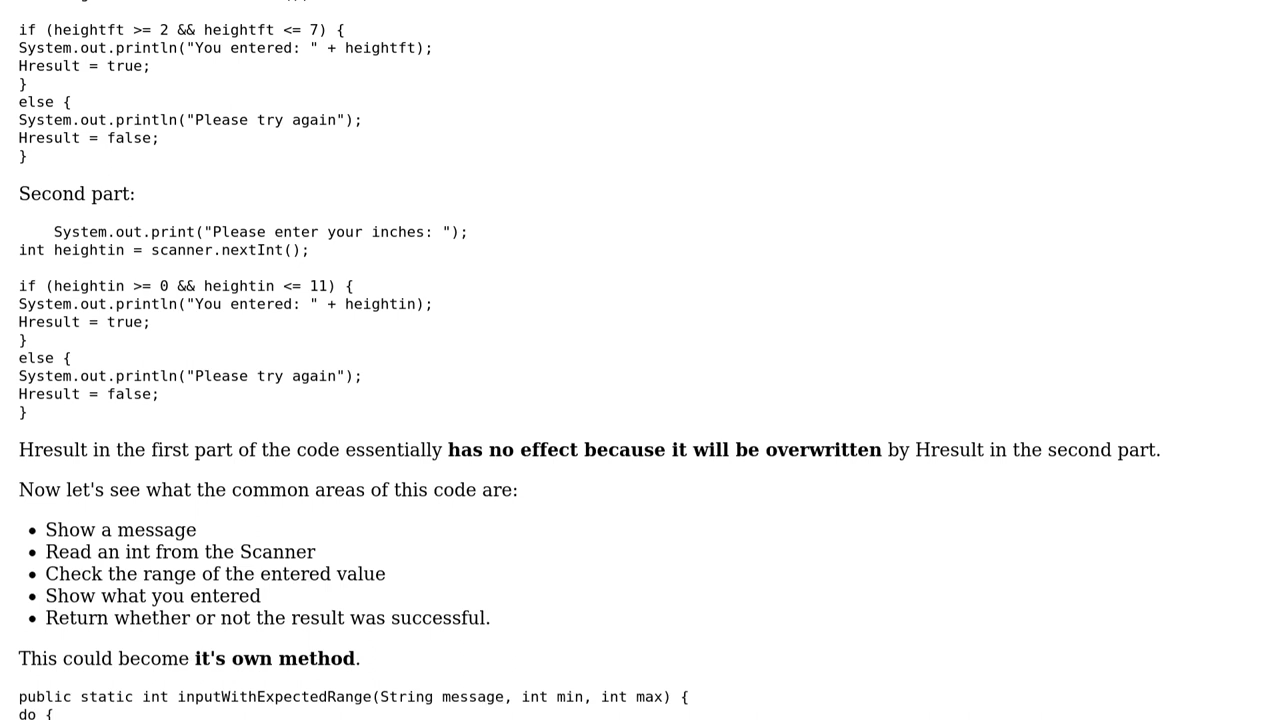 if (heightft >= 2 && heightft <= 7) {
System.out.println("You entered: " + heightft);
Hresult = true;
}
else {
System.out.println("Please try again");
Hresult = false;
}
Second part:
System.out.print("Please enter your inches: ");
int heightin = scanner.nextInt();
if (heightin >= 0 && heightin <= 11) {
System.out.println("You entered: " + heightin);
Hresult = true;
}
else {
System.out.println("Please try again");
Hresult = false;
}
Hresult in the first part of the code essentially has no effect because it will be overwritten by Hresult in the second part.
Now let's see what the common areas of this code are:
• Show a message
• Read an int from the Scanner
• Check the range of the entered value
• Show what you entered
• Return whether or not the result was successful.
This could become it's own method.
public static int inputWithExpectedRange(String message, int min, int max) {
do {